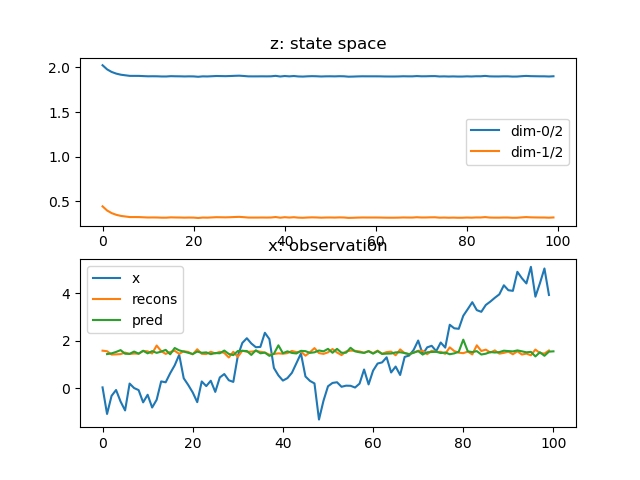 z: state space
2.0
1.5
1.0
0.5
dim-0/2
dim-1/2
0 20 40 60 80 100
x: observation
4
2
0
x
recons
pred
0 20 40 60 80 100